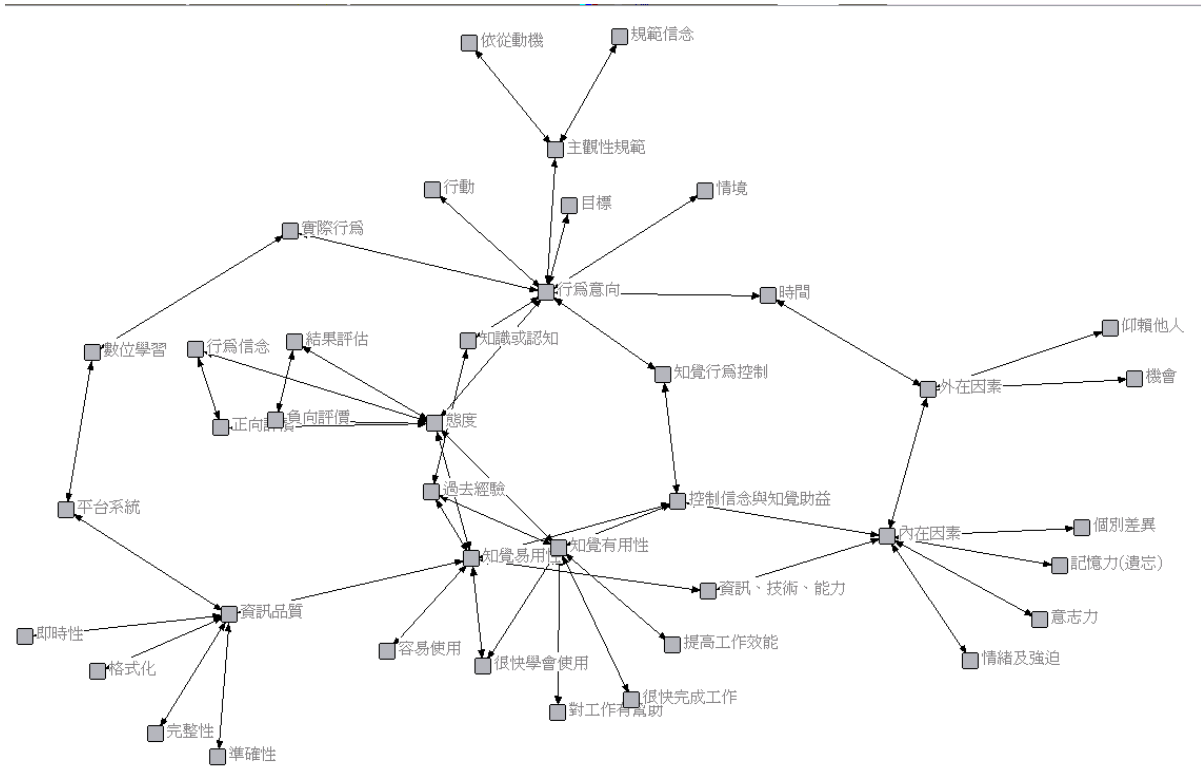 依從動機
規範信念
主觀性規範
行動
情境
目標
實際行為
行為意向
時間
仰賴他人
結果評估
知識或認知
行為信念
數位學習
知覺行為控制
機會
外在因素
負向評價
正向評價
態度
過去經驗
控制信念與知覺助益
平台系統
個別差異
內在因素
知覺有用性
知覺易用性
記憶力(遺忘)
資訊、技術、能力
資訊品質
意志力
即時性
提高工作效能
容易使用
情緒及強迫
很快學會使用
格式化
很快完成工作
對工作有幫助
完整性
準確性